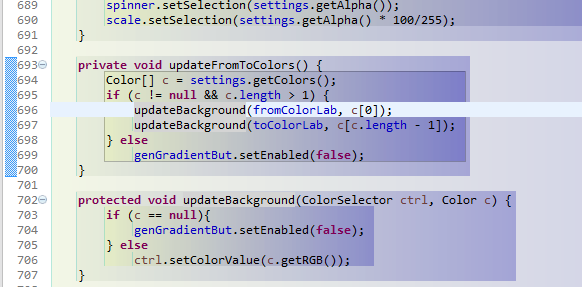 689 spinner.setSelection(settings.getAlpha());
690 scale.setSelection(settings.getAlpha() * 100/255);
691 }
692
693 private void updateFromToColors() {
694 Color[] c = settings.getColors();
695 if (c != null && c.length > 1) {
696 updateBackground(fromColorLab, c[0]);
697 updateBackground(toColorLab, c[c.length - 1]);
698 } else
699 genGradientBut.setEnabled(false);
700 }
701
702 protected void updateBackground(ColorSelector ctrl, Color c) {
703 if (c == null){
704 genGradientBut.setEnabled(false);
705 } else
706 ctrl.setColorValue(c.getRGB());
707 }